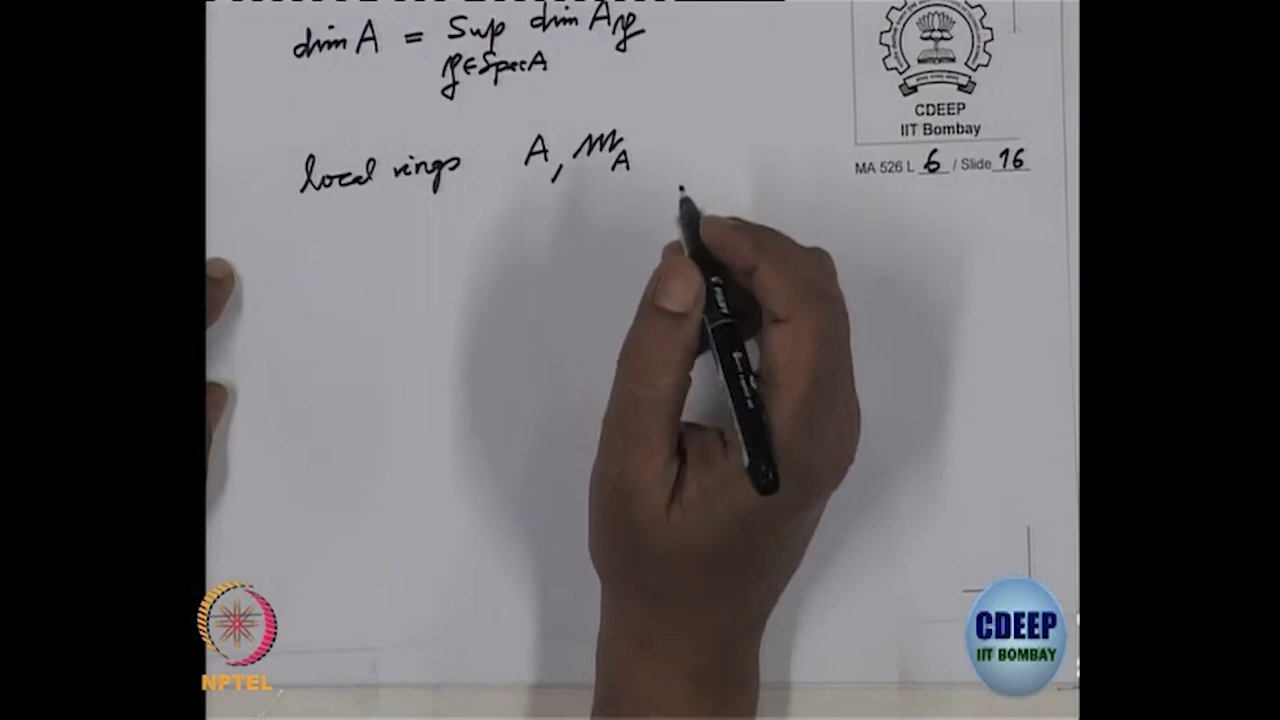 dim A = Sup dim A𝔭
𝔭∈Spec A
CDEEP
IIT Bombay
MA 526 L 6 / Slide 16
local rings A, 𝔪_A
NPTEL
CDEEP
IIT BOMBAY